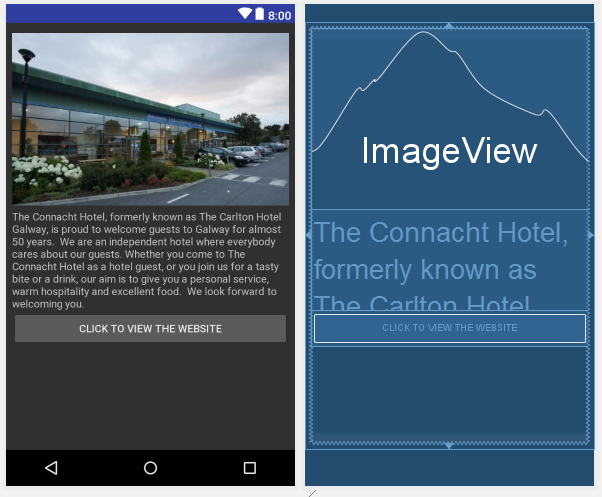 8:00
The Connacht Hotel, formerly known as The Carlton Hotel
Galway, is proud to welcome guests to Galway for almost
50 years.  We are an independent hotel where everybody
cares about our guests. Whether you come to The
Connacht Hotel as a hotel guest, or you join us for a tasty
bite or a drink, our aim is to give you a personal service,
warm hospitality and excellent food.  We look forward to
welcoming you.
CLICK TO VIEW THE WEBSITE
ImageView
The Connacht Hotel,
formerly known as
The Carlton Hotel
CLICK TO VIEW THE WEBSITE